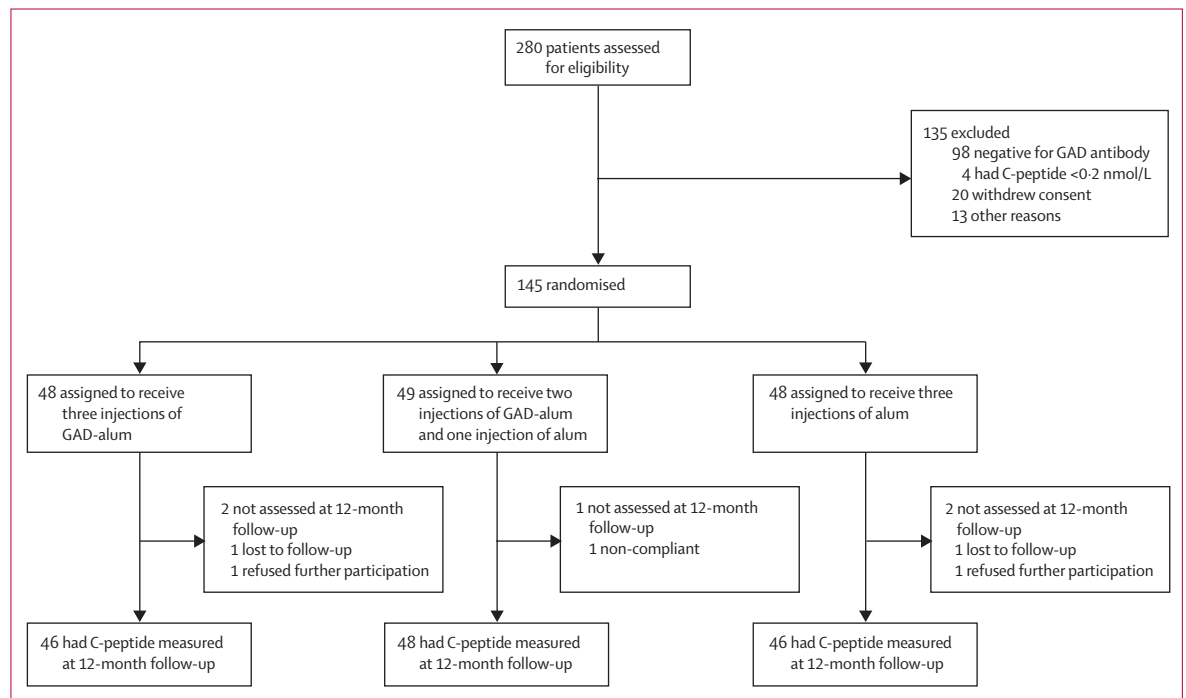 280 patients assessed
for eligibility
135 excluded
98 negative for GAD antibody
4 had C-peptide <0·2 nmol/L
20 withdrew consent
13 other reasons
145 randomised
48 assigned to receive
three injections of
GAD-alum
49 assigned to receive two
injections of GAD-alum
and one injection of alum
48 assigned to receive three
injections of alum
2 not assessed at 12-month
follow-up
1 lost to follow-up
1 refused further participation
1 not assessed at 12-month
follow-up
1 non-compliant
2 not assessed at 12-month
follow-up
1 lost to follow-up
1 refused further participation
46 had C-peptide measured
at 12-month follow-up
48 had C-peptide measured
at 12-month follow-up
46 had C-peptide measured
at 12-month follow-up